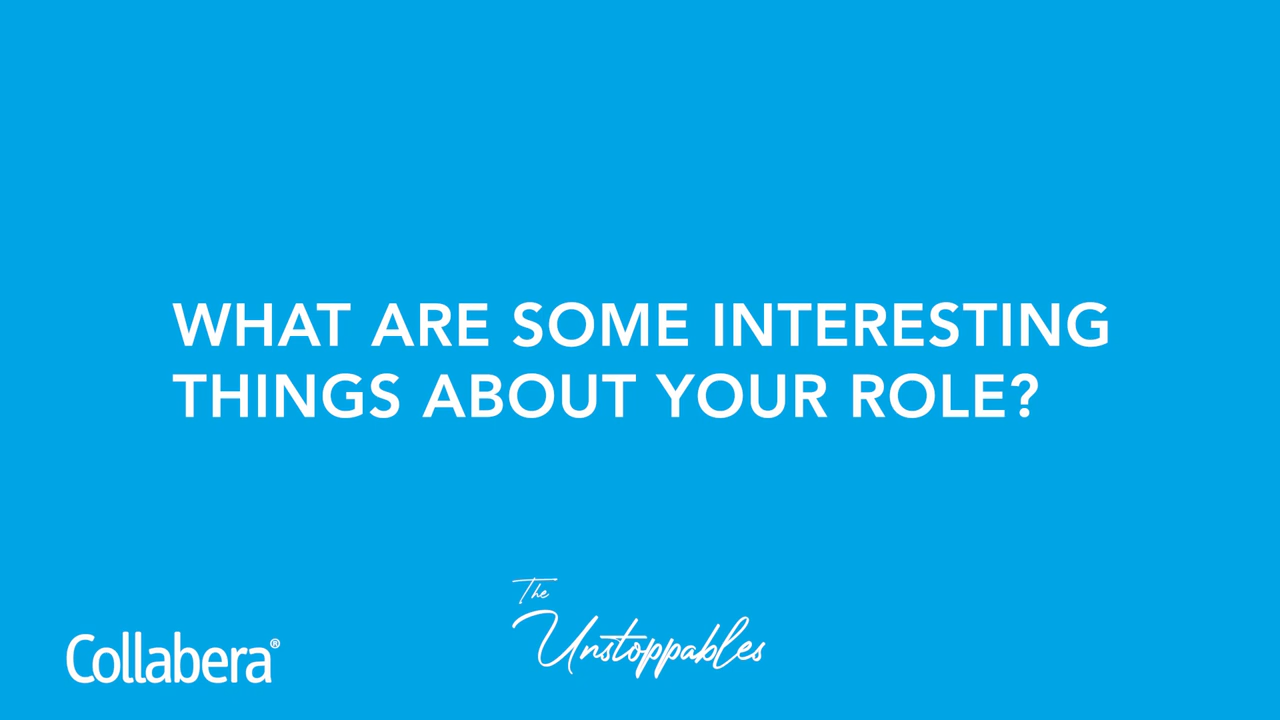 WHAT ARE SOME INTERESTING
THINGS ABOUT YOUR ROLE?
The
Unstoppables
Collabera®